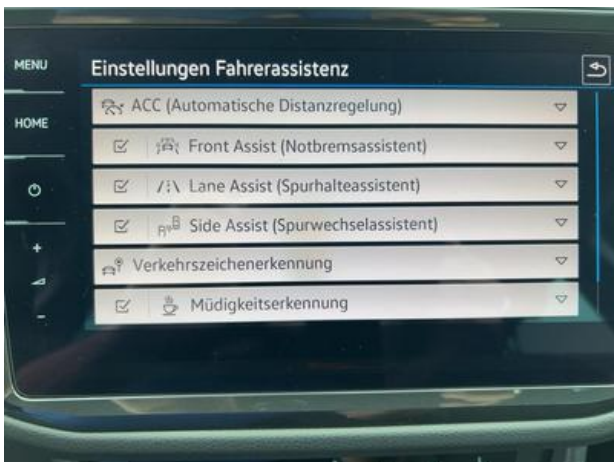 MENU
Einstellungen Fahrerassistenz
ACC (Automatische Distanzregelung)
HOME
Front Assist (Notbremsassistent)
Lane Assist (Spurhalteassistent)
Side Assist (Spurwechselassistent)
+
Verkehrszeichenerkennung
-
Müdigkeitserkennung